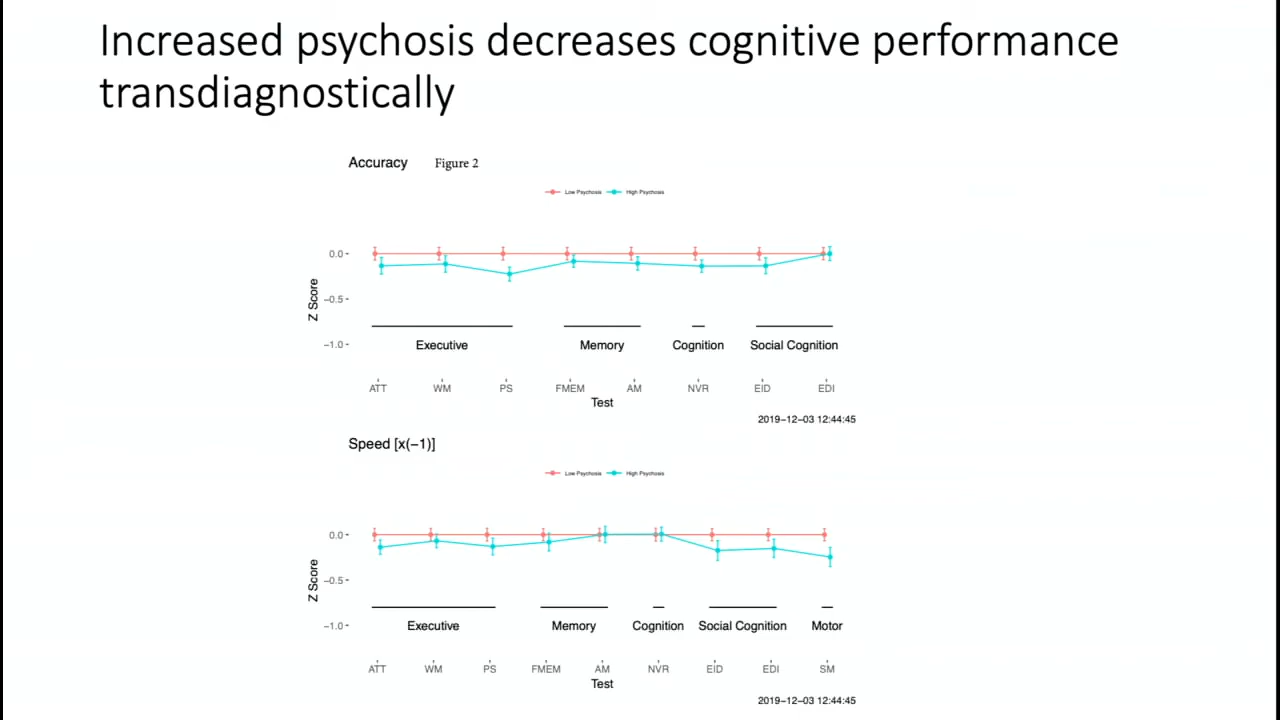 Increased psychosis decreases cognitive performance
transdiagnostically
Accuracy Figure 2
Low Psychosis High Psychosis
0.0
−0.5
−1.0
Z Score
Executive Memory Cognition Social Cognition
ATT WM PS FMEM AM NVR EID EDI
Test
2019−12−03 12:44:45
Speed [x(−1)]
Low Psychosis High Psychosis
0.0
−0.5
−1.0
Z Score
Executive Memory Cognition Social Cognition Motor
ATT WM PS FMEM AM NVR EID EDI SM
Test
2019−12−03 12:44:45